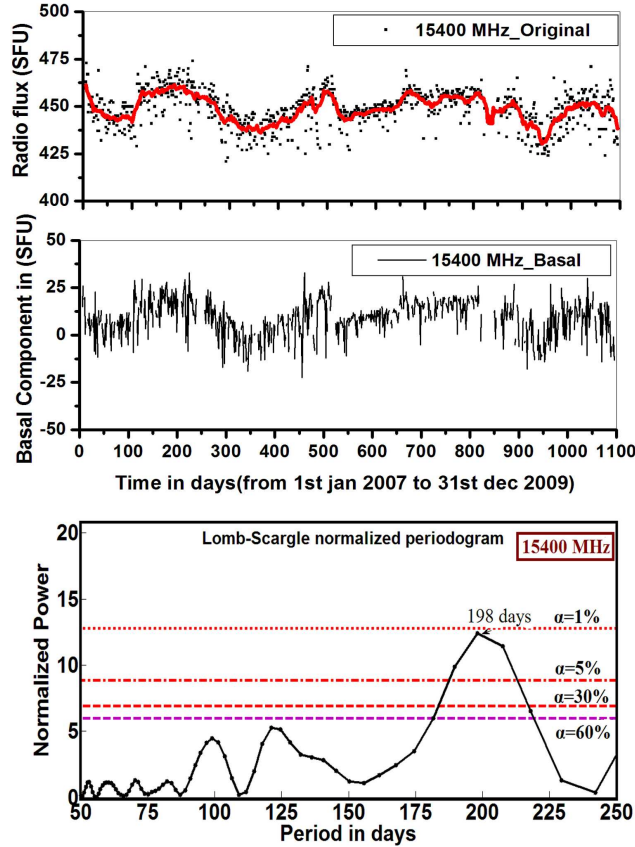 500
475
450
425
400
Radio flux (SFU)
15400 MHz_Original
50
25
0
-25
-50
Basal Component in (SFU)
15400 MHz_Basal
0 100 200 300 400 500 600 700 800 900 1000 1100
Time in days(from 1st jan 2007 to 31st dec 2009)
20
15
10
5
0
Normalized Power
Lomb-Scargle normalized periodogram
15400 MHz
198 days
α=1%
α=5%
α=30%
α=60%
50 75 100 125 150 175 200 225 250
Period in days